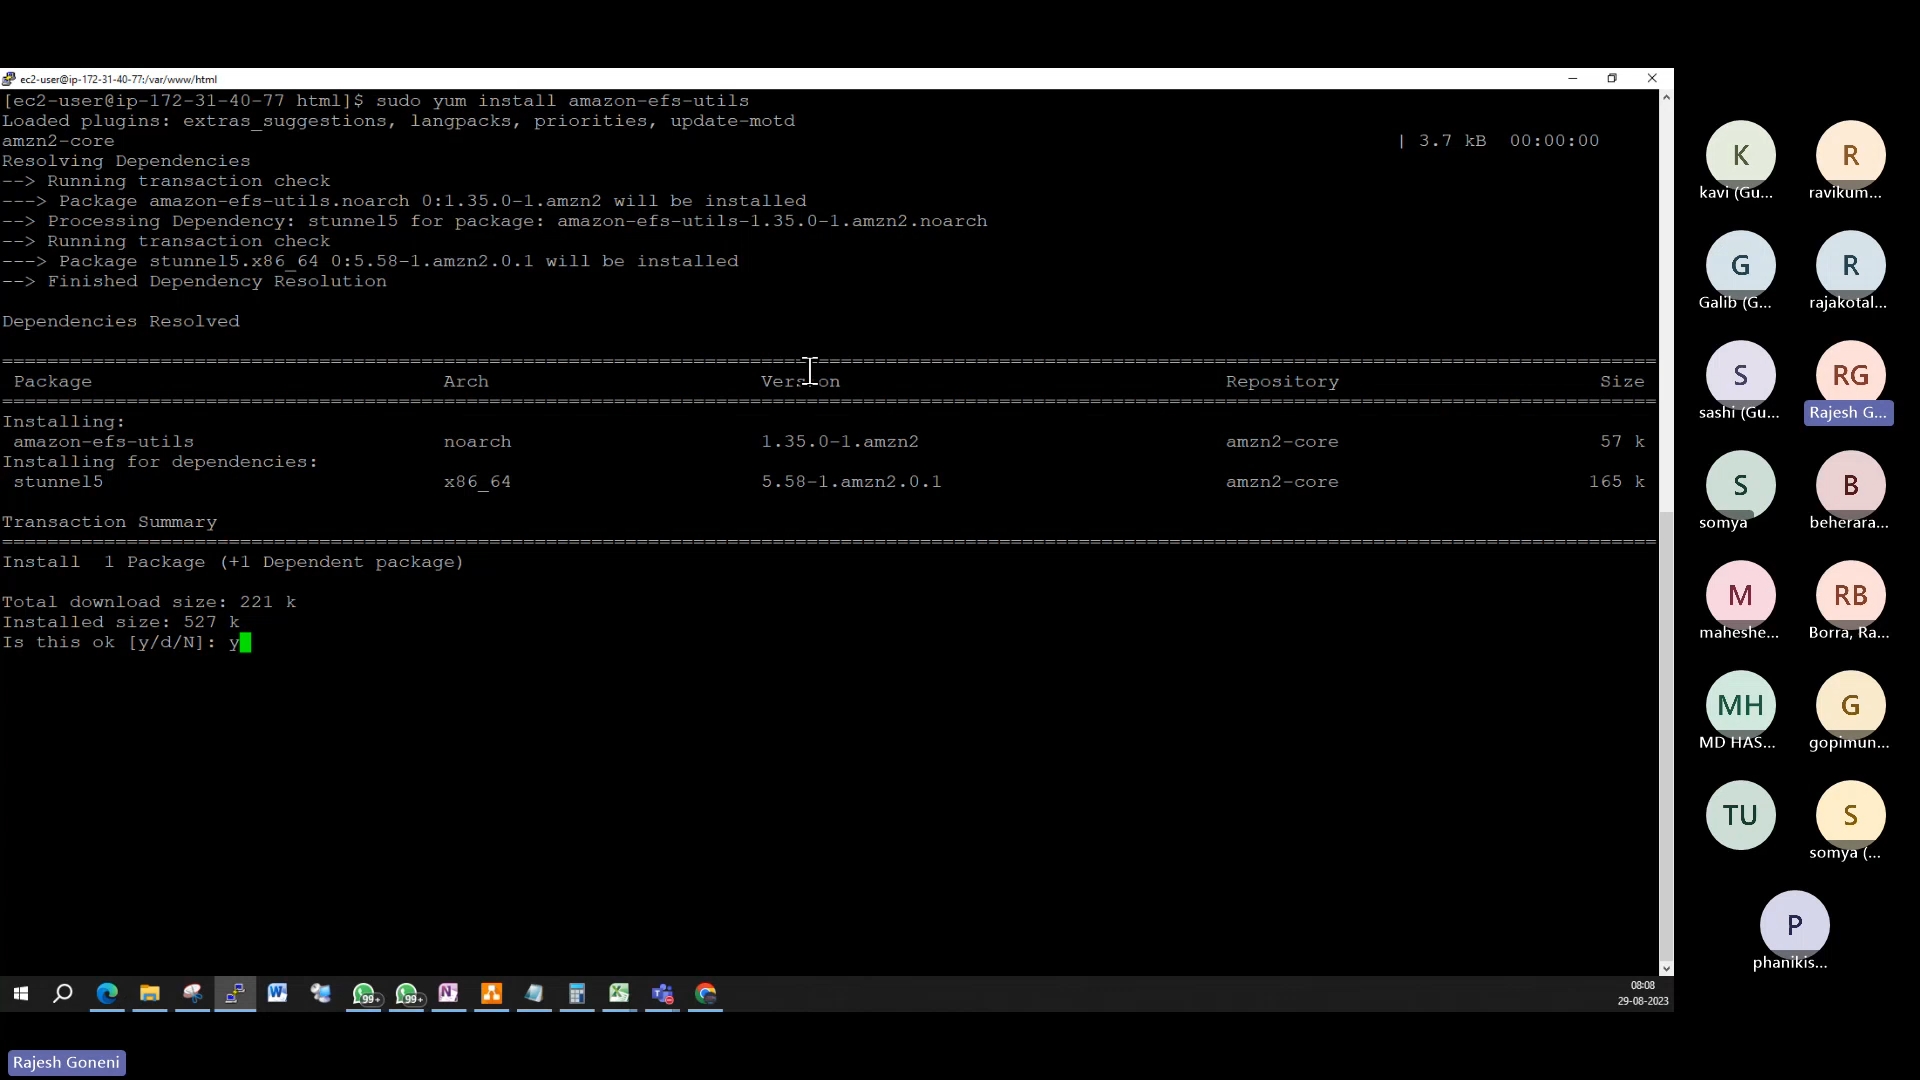 ec2-user@ip-172-31-40-77:/var/www/html
[ec2-user@ip-172-31-40-77 html]$ sudo yum install amazon-efs-utils
Loaded plugins: extras_suggestions, langpacks, priorities, update-motd
amzn2-core | 3.7 kB 00:00:00
Resolving Dependencies
--> Running transaction check
---> Package amazon-efs-utils.noarch 0:1.35.0-1.amzn2 will be installed
--> Processing Dependency: stunnel5 for package: amazon-efs-utils-1.35.0-1.amzn2.noarch
--> Running transaction check
---> Package stunnel5.x86_64 0:5.58-1.amzn2.0.1 will be installed
--> Finished Dependency Resolution
Dependencies Resolved
Package Arch Version Repository Size
Installing:
amazon-efs-utils noarch 1.35.0-1.amzn2 amzn2-core 57 k
Installing for dependencies:
stunnel5 x86_64 5.58-1.amzn2.0.1 amzn2-core 165 k
Transaction Summary
Install 1 Package (+1 Dependent package)
Total download size: 221 k
Installed size: 527 k
Is this ok [y/d/N]: y
K R
kavi (Gu... ravikum...
G R
Galib (G... rajakotal...
S RG
sashi (Gu... Rajesh G...
S B
somya beherara...
M RB
maheshe... Borra, Ra...
MH G
MD HAS... gopimun...
TU S
somya (...
P
phanikis...
99+ 99+
08:08
29-08-2023
Rajesh Goneni